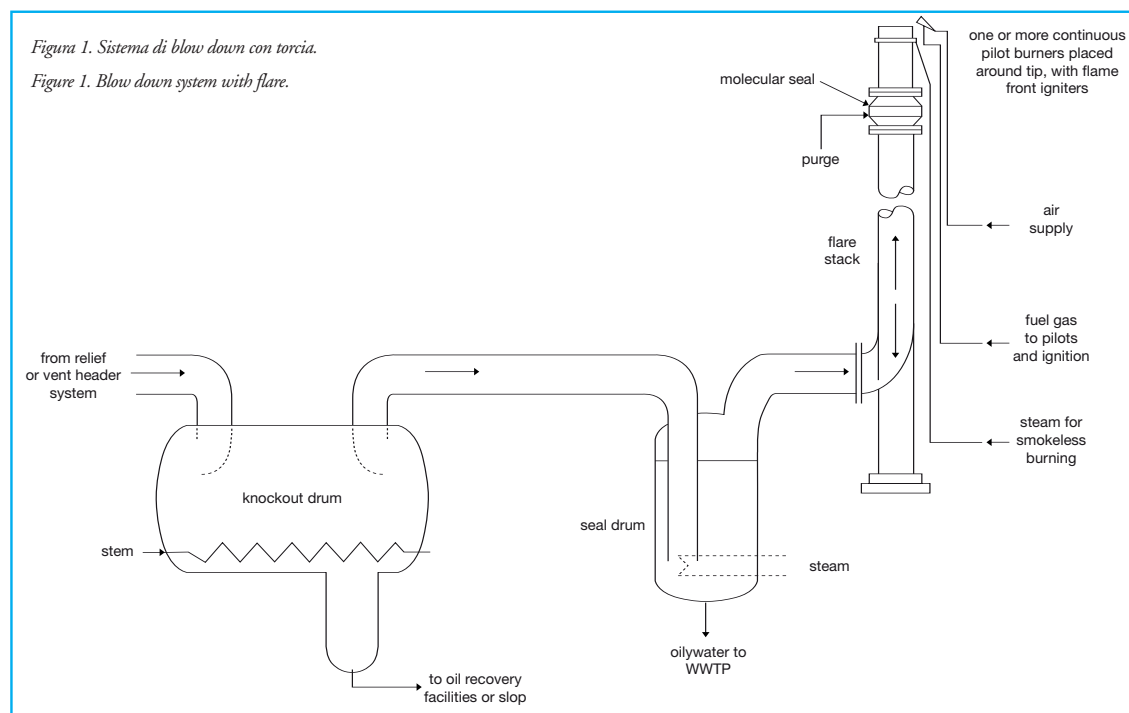 Figura 1. Sistema di blow down con torcia.
Figure 1. Blow down system with flare.
one or more continuous
pilot burners placed
around tip, with flame
front igniters
molecular seal
purge
air
supply
flare
stack
fuel gas
to pilots
and ignition
from relief
or vent header
system
steam for
smokeless
burning
knockout drum
seal drum
stem
steam
oilywater to
WWTP
to oil recovery
facilities or slop